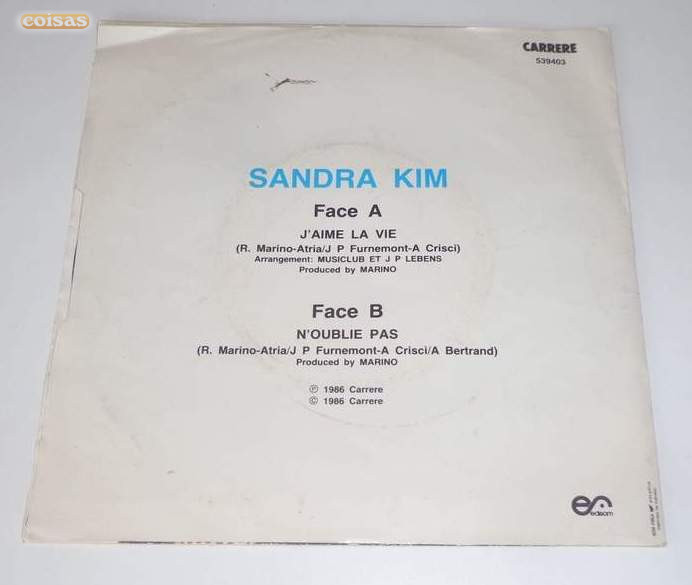 coisas
CARRERE
539403
SANDRA KIM
Face A
J'AIME LA VIE
(R. Marino-Atria/J P Furnemont-A Crisci)
Arrangement: MUSICLUB ET J P LEBENS
Produced by MARINO
Face B
N'OUBLIE PAS
(R. Marino-Atria/J P Furnemont-A Crisci/A Bertrand)
Produced by MARINO
℗ 1986 Carrere
© 1986 Carrere
edisom